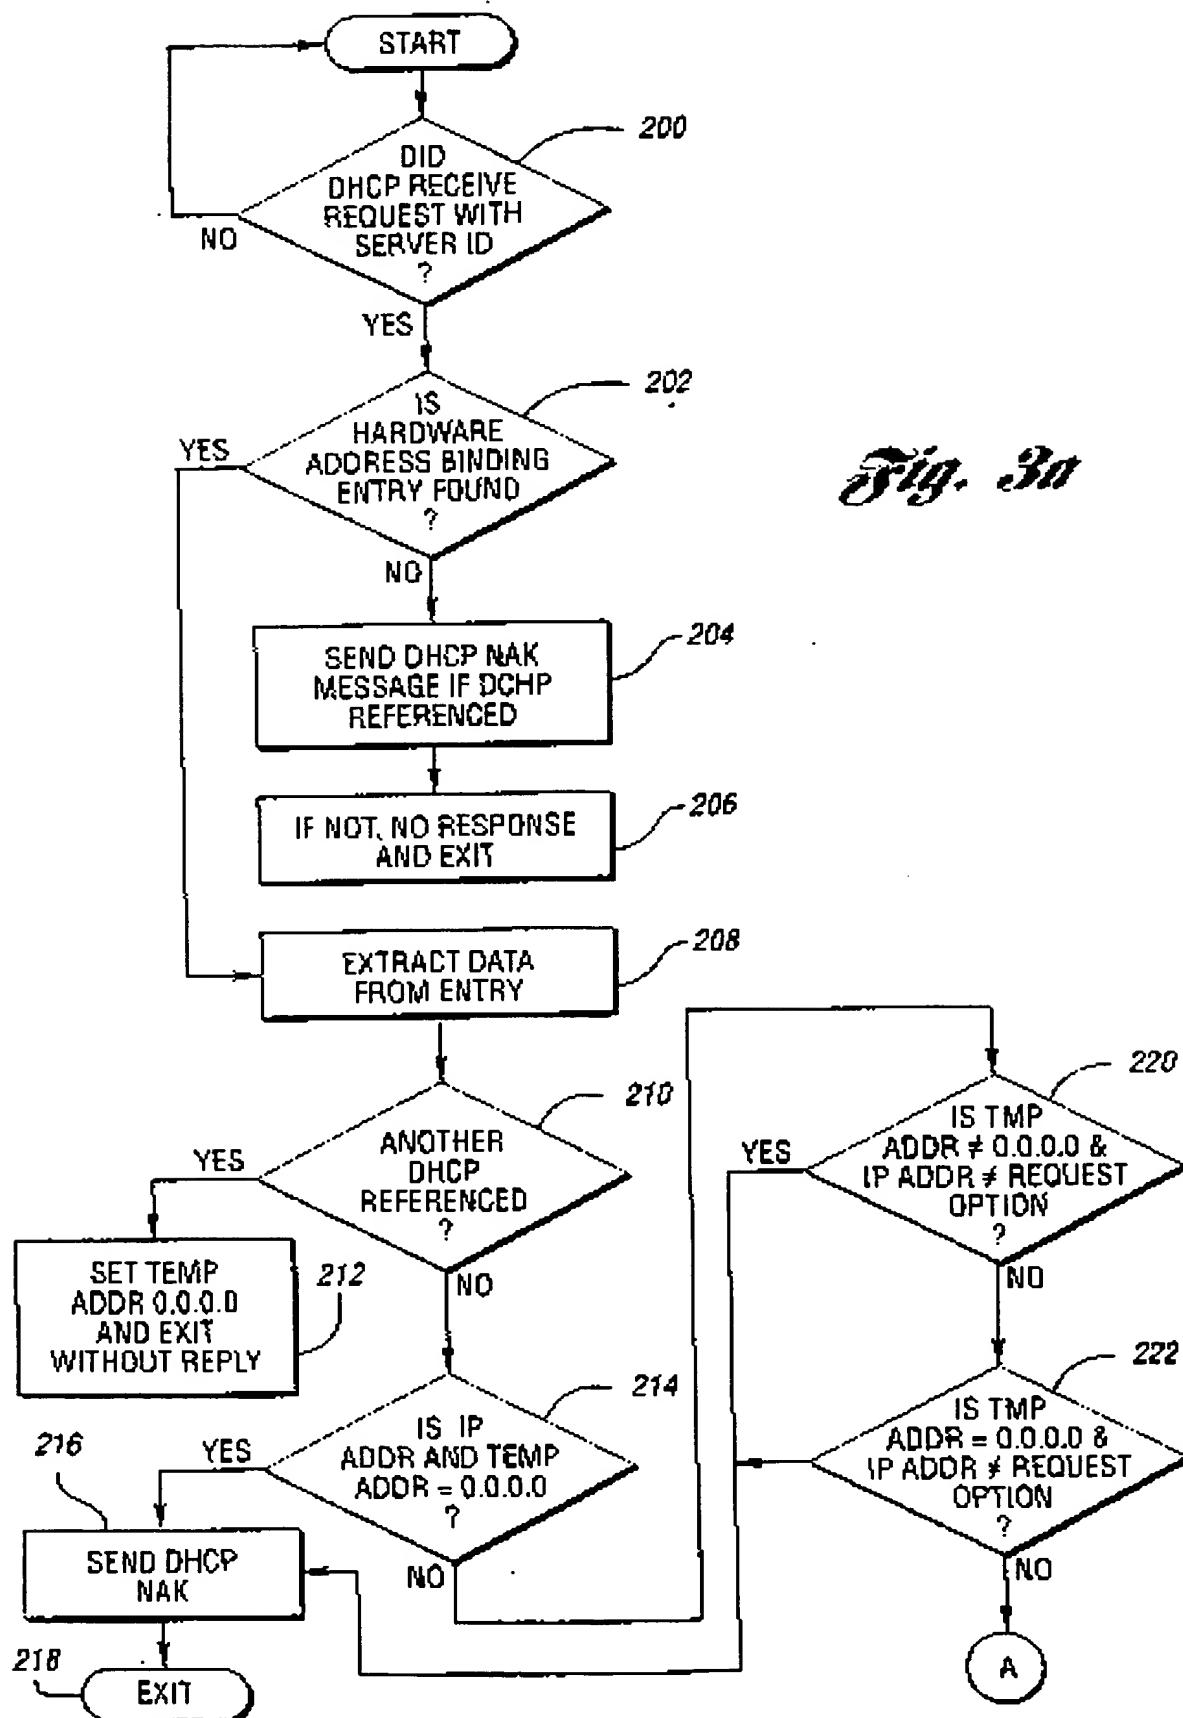 START
200
DID
DHCP RECEIVE
REQUEST WITH
SERVER ID
?
NO
YES
202
IS
HARDWARE
ADDRESS BINDING
ENTRY FOUND
?
YES
NO
Fig. 3a
204
SEND DHCP NAK
MESSAGE IF DCHP
REFERENCED
206
IF NOT, NO RESPONSE
AND EXIT
208
EXTRACT DATA
FROM ENTRY
210
ANOTHER
DHCP
REFERENCED
?
YES
NO
212
SET TEMP
ADDR 0.0.0.0
AND EXIT
WITHOUT REPLY
214
IS IP
ADDR AND TEMP
ADDR = 0.0.0.0
?
YES
NO
216
SEND DHCP
NAK
218
EXIT
220
IS TMP
ADDR ≠ 0.0.0.0 &
IP ADDR ≠ REQUEST
OPTION
?
YES
NO
222
IS TMP
ADDR = 0.0.0.0 &
IP ADDR ≠ REQUEST
OPTION
?
NO
A